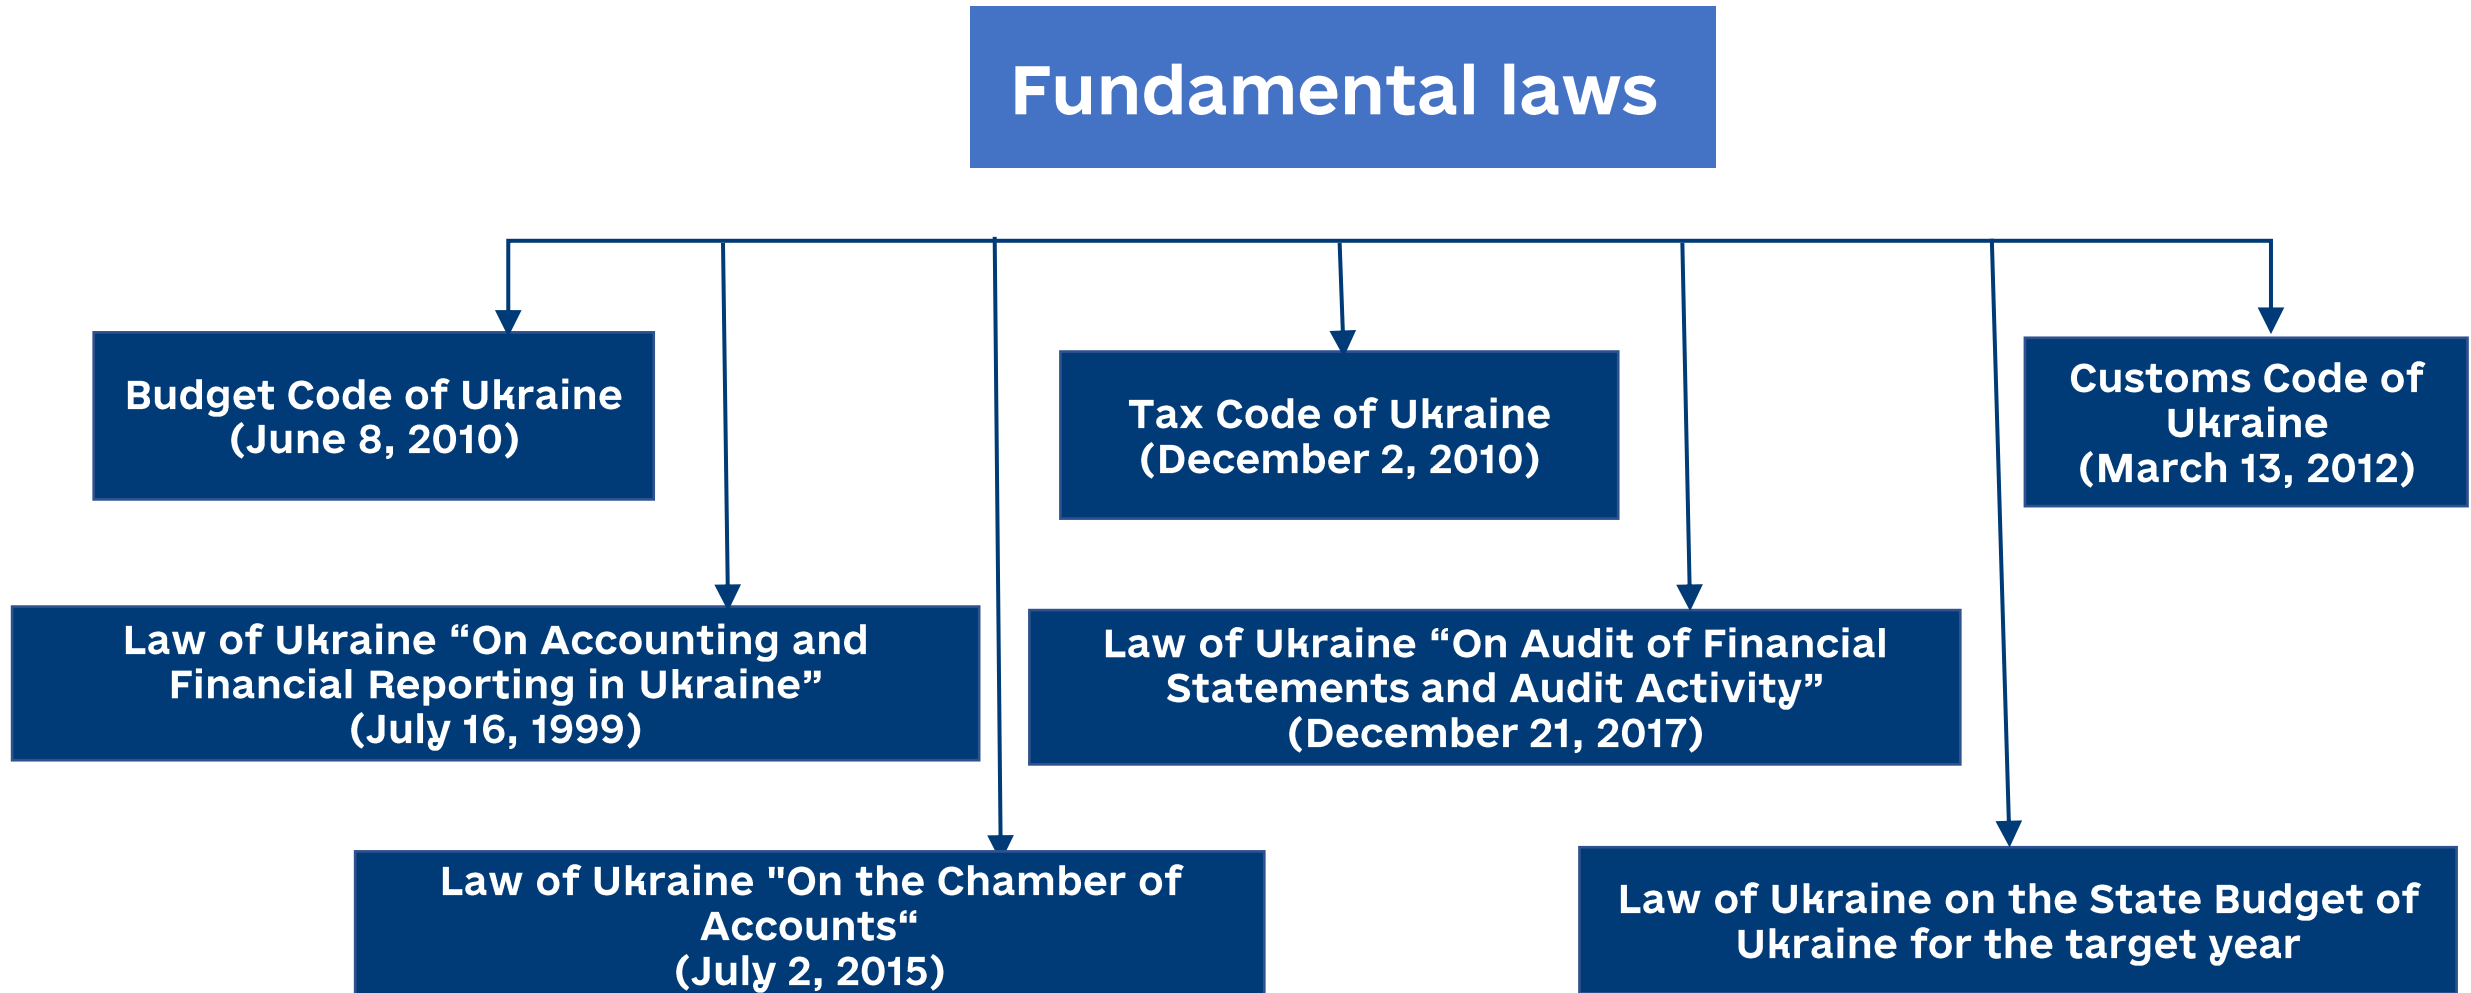 Fundamental laws
Budget Code of Ukraine
(June 8, 2010)
Tax Code of Ukraine
(December 2, 2010)
Customs Code of
Ukraine
(March 13, 2012)
Law of Ukraine “On Accounting and
Financial Reporting in Ukraine”
(July 16, 1999)
Law of Ukraine “On Audit of Financial
Statements and Audit Activity”
(December 21, 2017)
Law of Ukraine "On the Chamber of
Accounts“
(July 2, 2015)
Law of Ukraine on the State Budget of
Ukraine for the target year